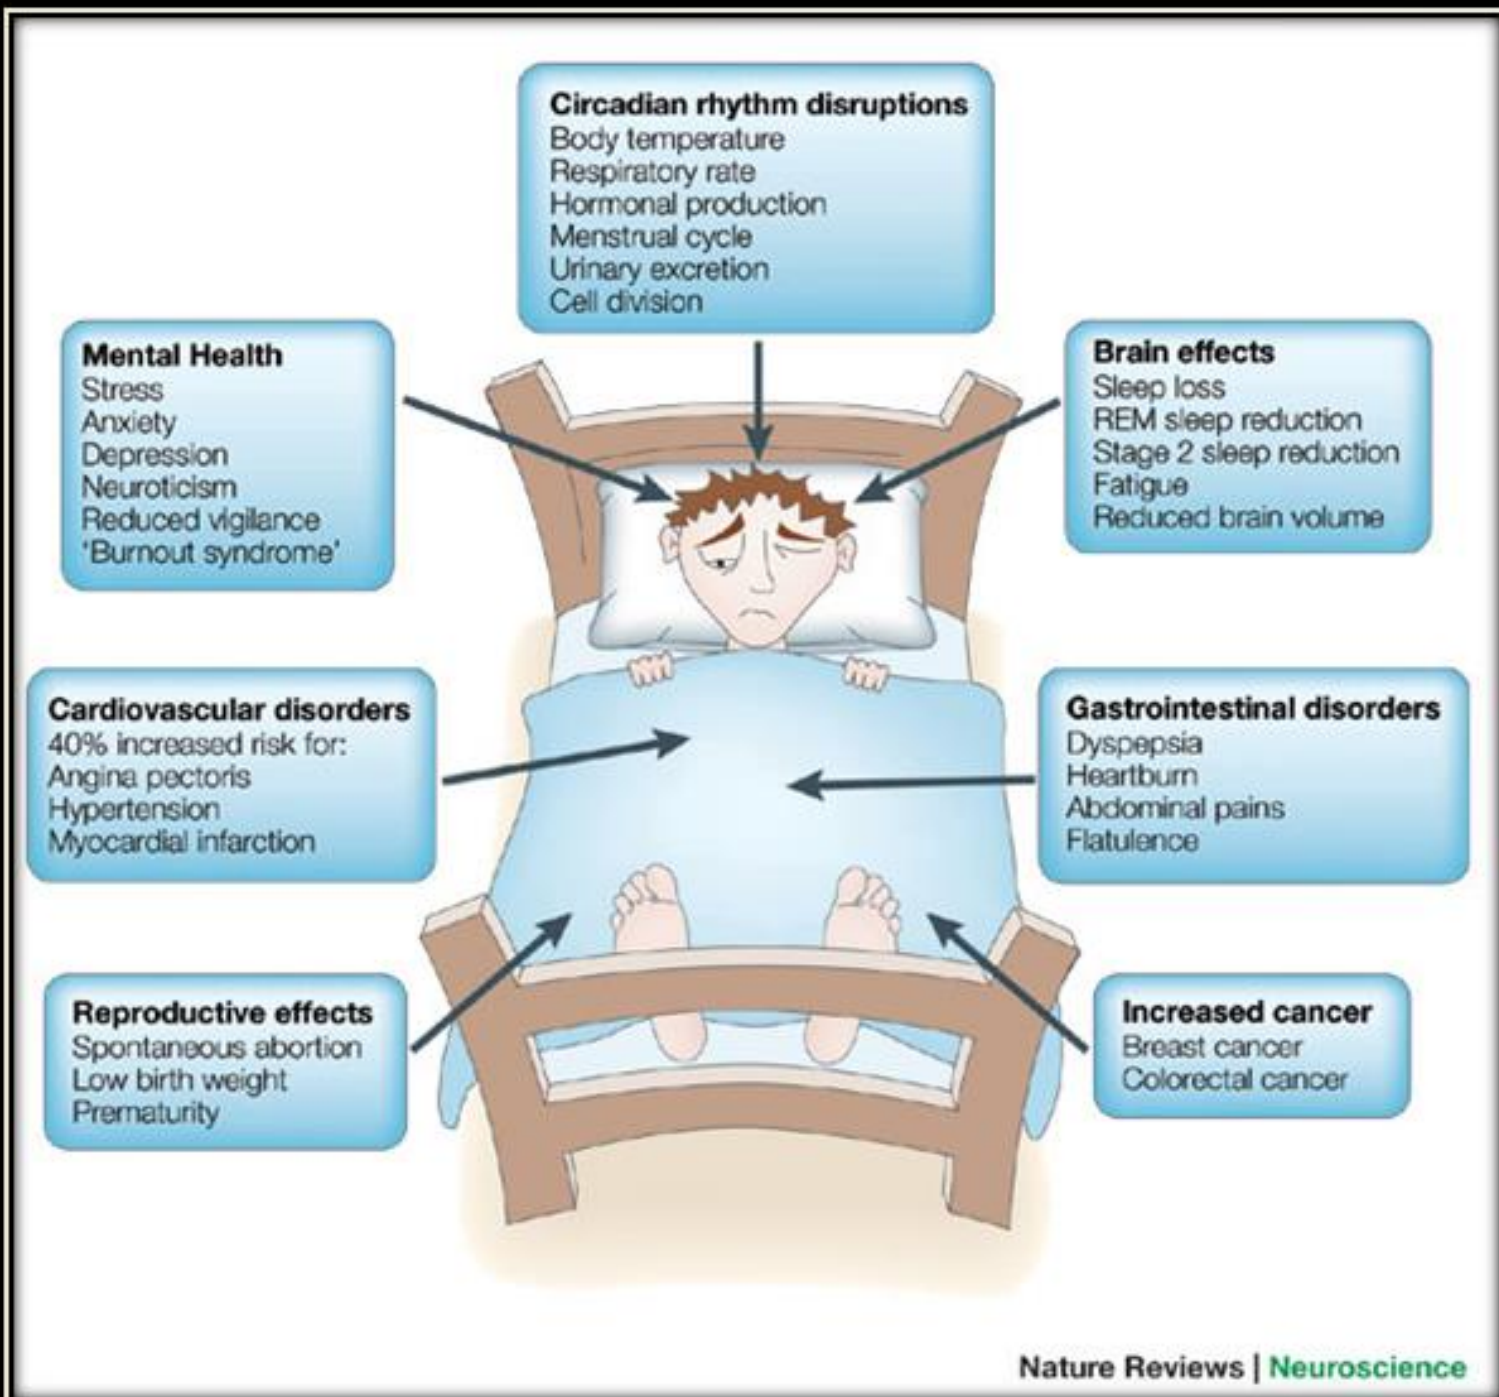 Circadian rhythm disruptions
Body temperature
Respiratory rate
Hormonal production
Menstrual cycle
Urinary excretion
Cell division
Mental Health
Stress
Anxiety
Depression
Neuroticism
Reduced vigilance
'Burnout syndrome'
Brain effects
Sleep loss
REM sleep reduction
Stage 2 sleep reduction
Fatigue
Reduced brain volume
Cardiovascular disorders
40% increased risk for:
Angina pectoris
Hypertension
Myocardial infarction
Gastrointestinal disorders
Dyspepsia
Heartburn
Abdominal pains
Flatulence
Reproductive effects
Spontaneous abortion
Low birth weight
Prematurity
Increased cancer
Breast cancer
Colorectal cancer
Nature Reviews | Neuroscience